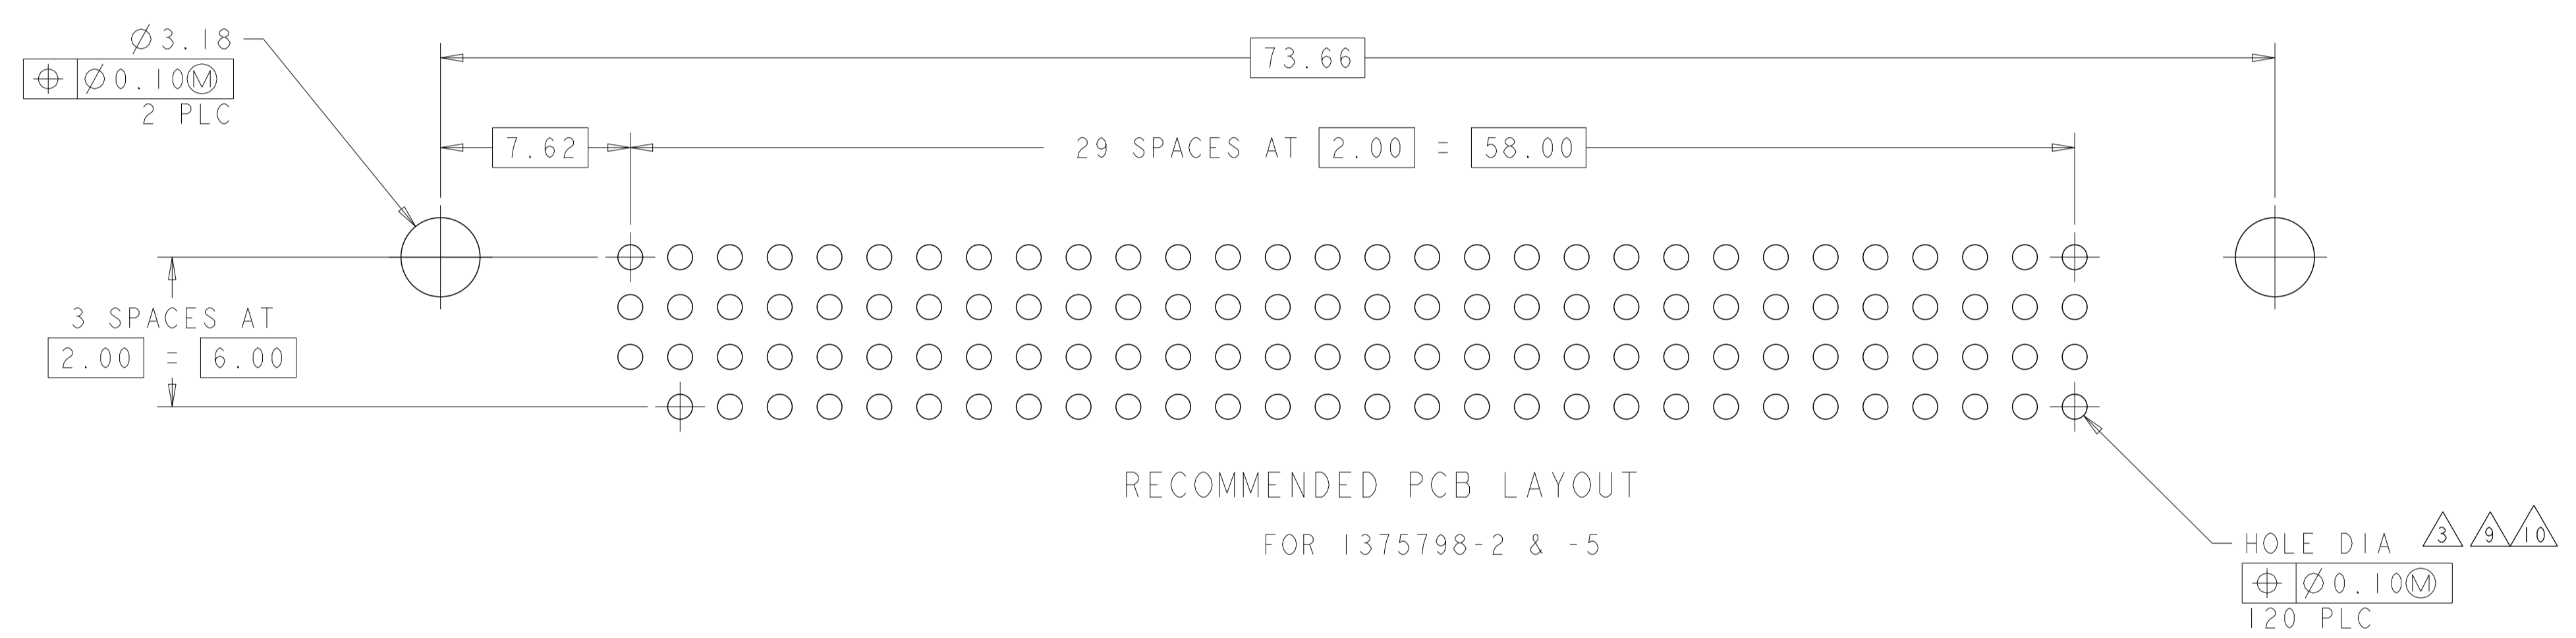 Ø3.18
⌖ Ø0.10Ⓜ
2 PLC
73.66
7.62
29 SPACES AT 2.00 = 58.00
3 SPACES AT
2.00 = 6.00
RECOMMENDED PCB LAYOUT
FOR 1375798-2 & -5
HOLE DIA 3 9 10
⌖ Ø0.10Ⓜ
120 PLC